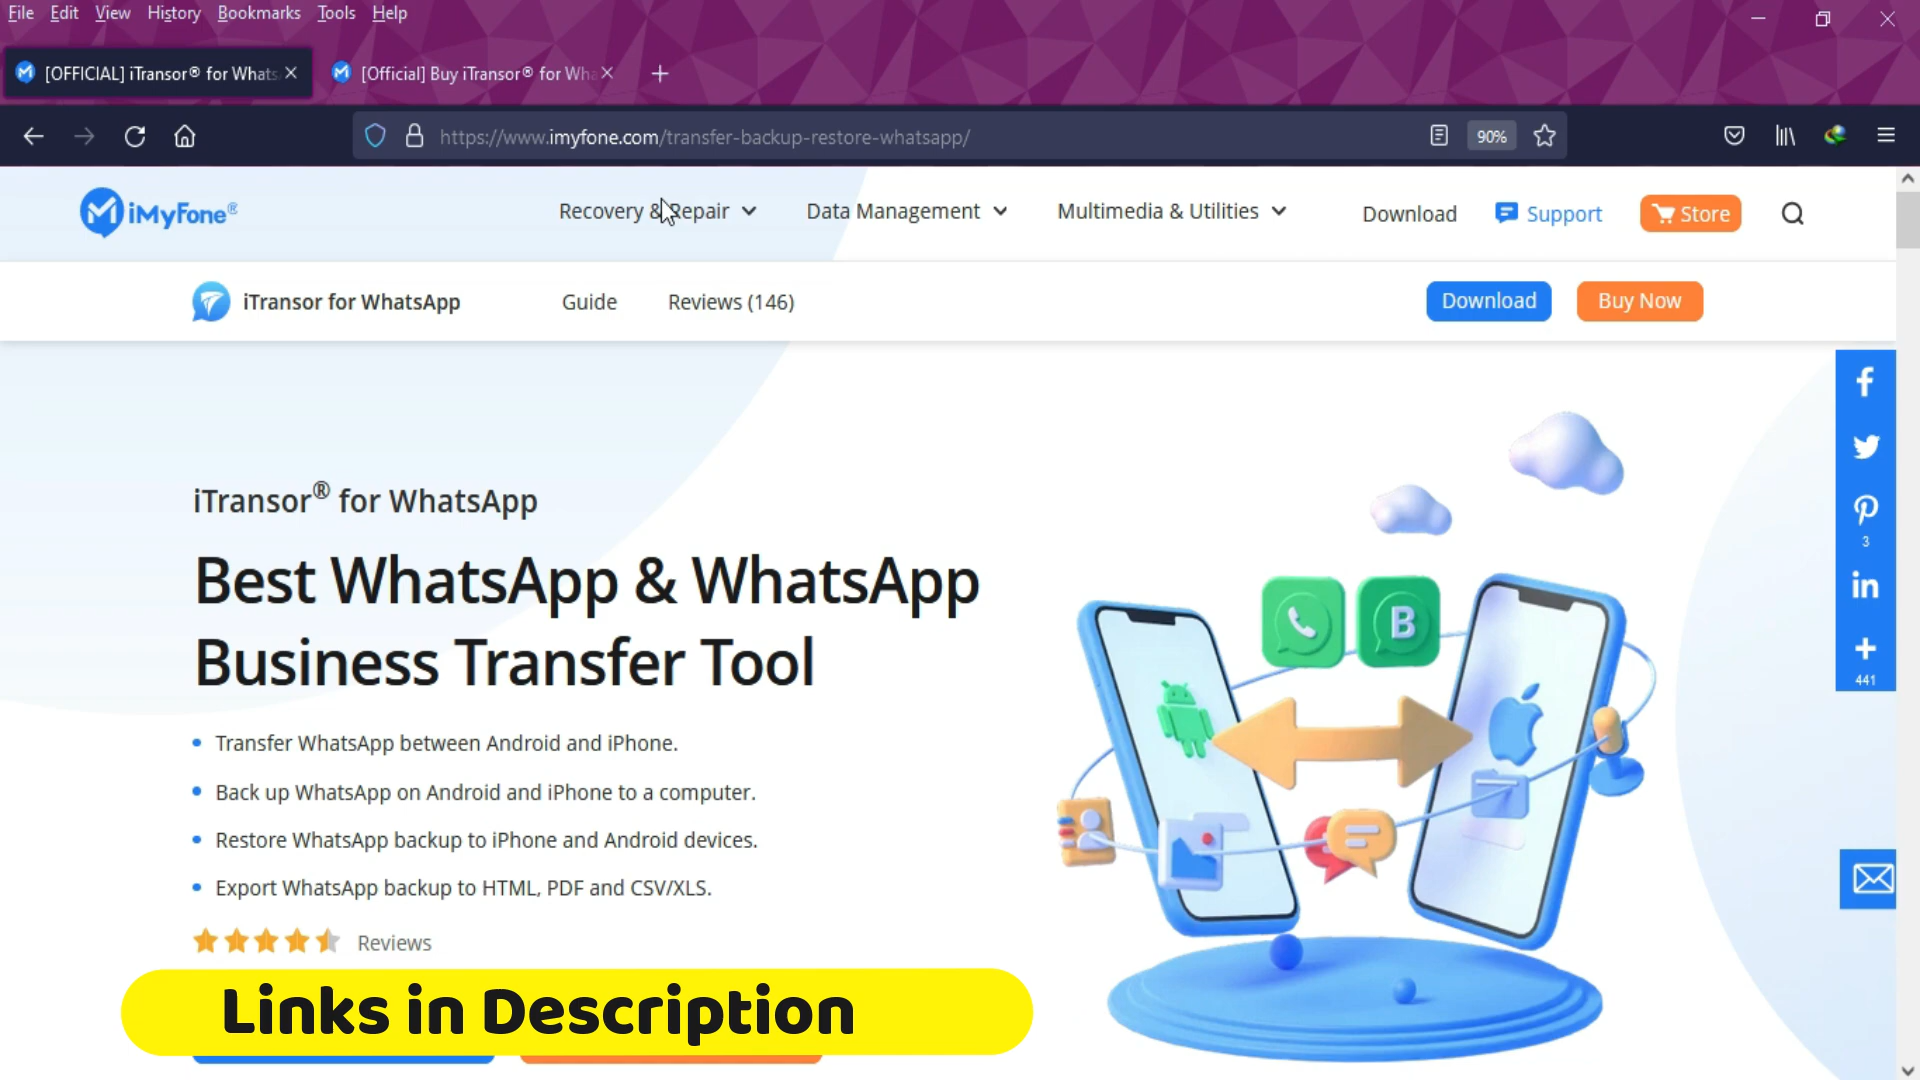 File Edit View History Bookmarks Tools Help
[OFFICIAL] iTransor® for Whats
[Official] Buy iTransor® for Wha
https://www.imyfone.com/transfer-backup-restore-whatsapp/
90%
iMyFone®
Recovery & Repair
Data Management
Multimedia & Utilities
Download
Support
Store
iTransor for WhatsApp
Guide
Reviews (146)
Download
Buy Now
iTransor® for WhatsApp
Best WhatsApp & WhatsApp
Business Transfer Tool
Transfer WhatsApp between Android and iPhone.
Back up WhatsApp on Android and iPhone to a computer.
Restore WhatsApp backup to iPhone and Android devices.
Export WhatsApp backup to HTML, PDF and CSV/XLS.
Reviews
Links in Description
B
3
in
441